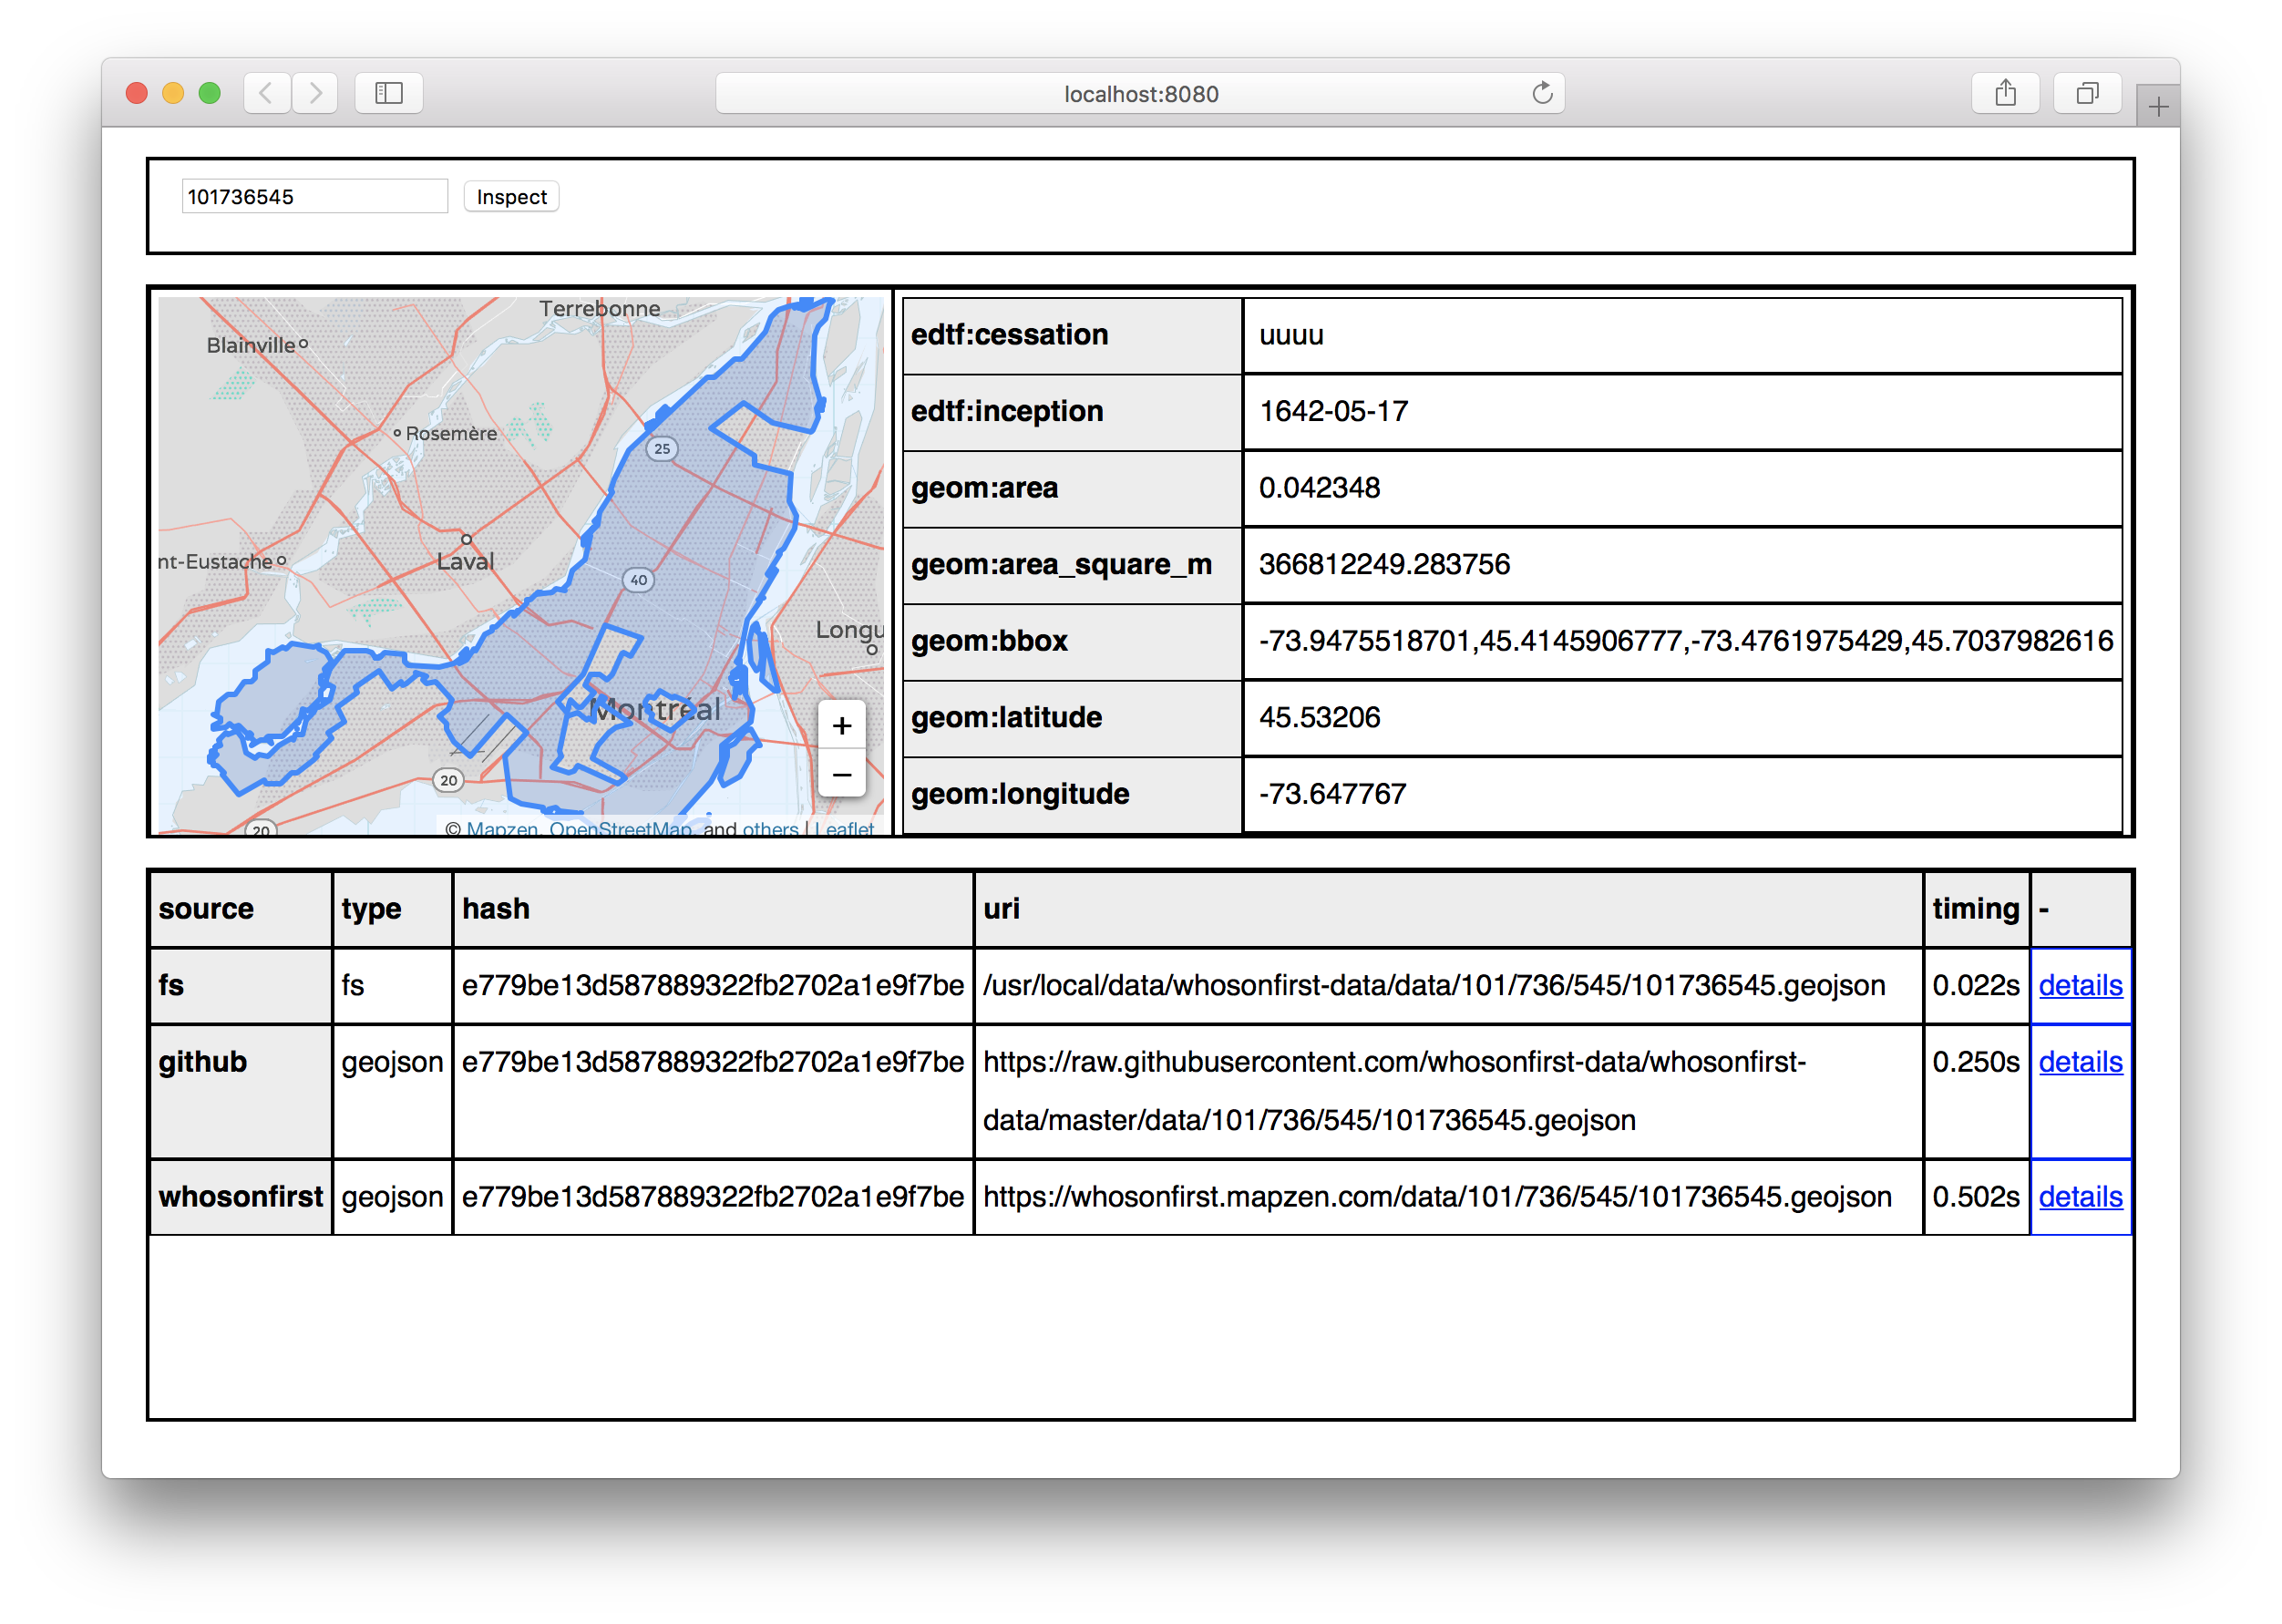 localhost:8080
101736545 Inspect
Terrebonne
Blainville
Rosemère
25
nt-Eustache
Laval
40
Longu
Montréal
+
−
20
20
© Mapzen, OpenStreetMap, and others | Leaflet
edtf:cessation uuuu
edtf:inception 1642-05-17
geom:area 0.042348
geom:area_square_m 366812249.283756
geom:bbox -73.9475518701,45.4145906777,-73.4761975429,45.7037982616
geom:latitude 45.53206
geom:longitude -73.647767
source type hash uri timing -
fs fs e779be13d587889322fb2702a1e9f7be /usr/local/data/whosonfirst-data/data/101/736/545/101736545.geojson 0.022s details
github geojson e779be13d587889322fb2702a1e9f7be https://raw.githubusercontent.com/whosonfirst-data/whosonfirst- 0.250s details
data/master/data/101/736/545/101736545.geojson
whosonfirst geojson e779be13d587889322fb2702a1e9f7be https://whosonfirst.mapzen.com/data/101/736/545/101736545.geojson 0.502s details